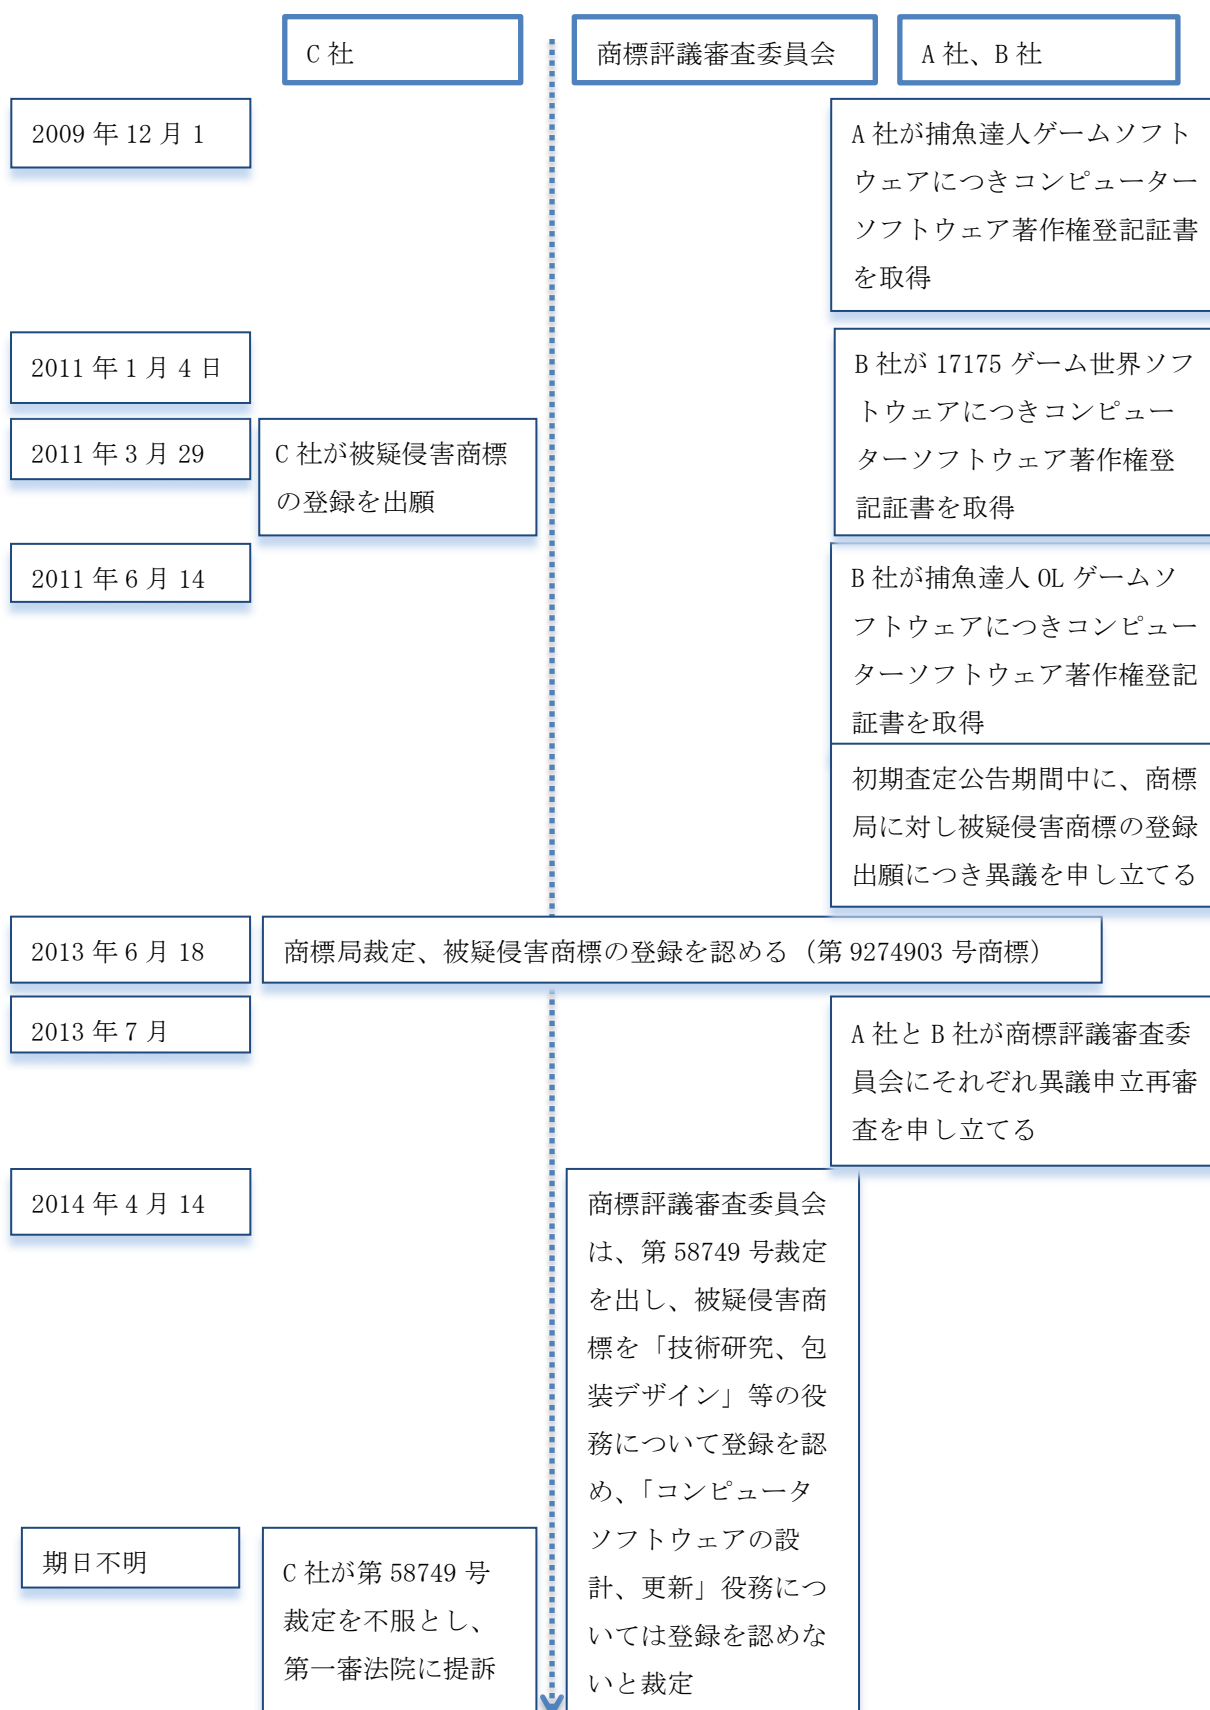 C 社
商標評議審査委員会
A 社、B 社
2009 年 12 月 1
A 社が捕魚達人ゲームソフト
ウェアにつきコンピューター
ソフトウェア著作権登記証書
を取得
2011 年 1 月 4 日
B 社が 17175 ゲーム世界ソフ
トウェアにつきコンピュー
ターソフトウェア著作権登
記証書を取得
2011 年 3 月 29
C 社が被疑侵害商標
の登録を出願
2011 年 6 月 14
B 社が捕魚達人 OL ゲームソ
フトウェアにつきコンピュー
ターソフトウェア著作権登記
証書を取得
初期査定公告期間中に、商標
局に対し被疑侵害商標の登録
出願につき異議を申し立てる
2013 年 6 月 18
商標局裁定、被疑侵害商標の登録を認める（第 9274903 号商標）
2013 年 7 月
A 社と B 社が商標評議審査委
員会にそれぞれ異議申立再審
査を申し立てる
2014 年 4 月 14
商標評議審査委員会
は、第 58749 号裁定
を出し、被疑侵害商
標を「技術研究、包
装デザイン」等の役
務について登録を認
め、「コンピュータ
ソフトウェアの設
計、更新」役務につ
いては登録を認めな
いと裁定
期日不明
C 社が第 58749 号
裁定を不服とし、
第一審法院に提訴